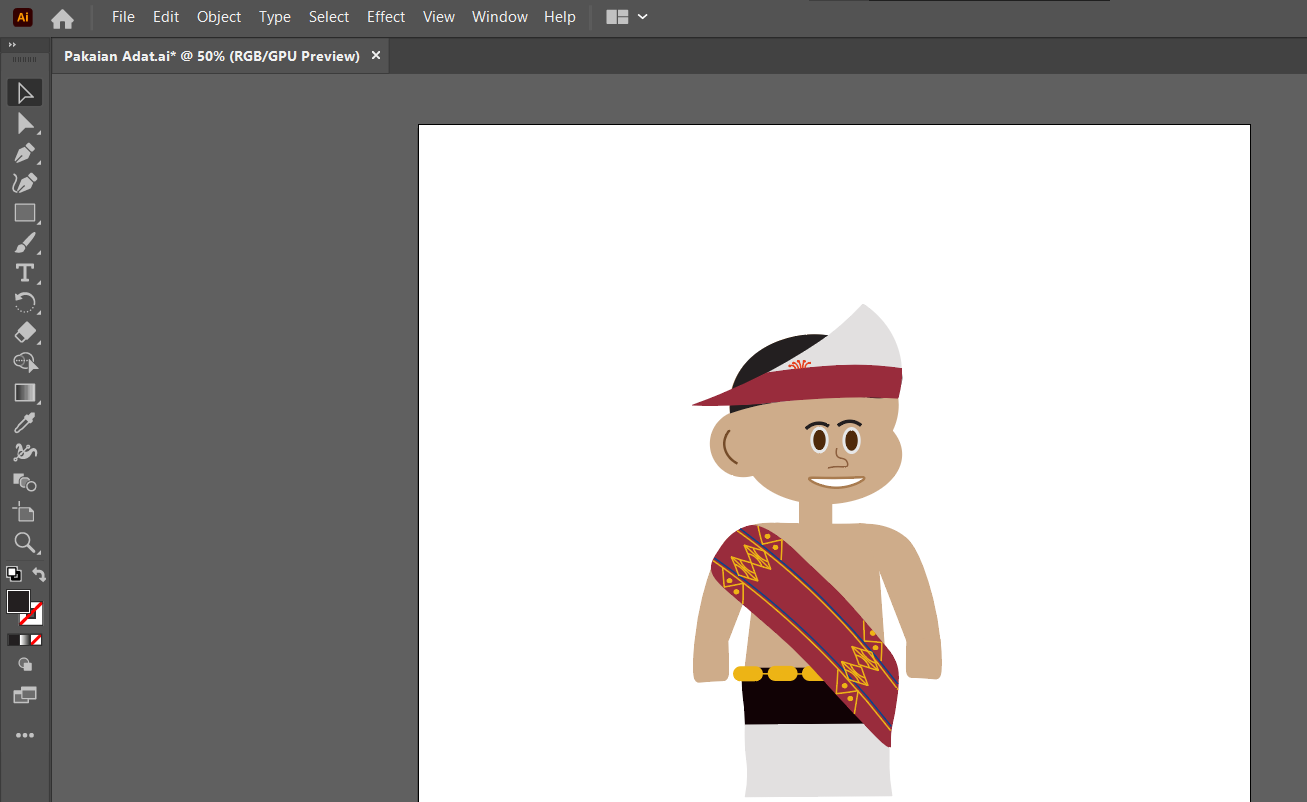 Ai File Edit Object Type Select Effect View Window Help
Pakaian Adat.ai* @ 50% (RGB/GPU Preview) ×